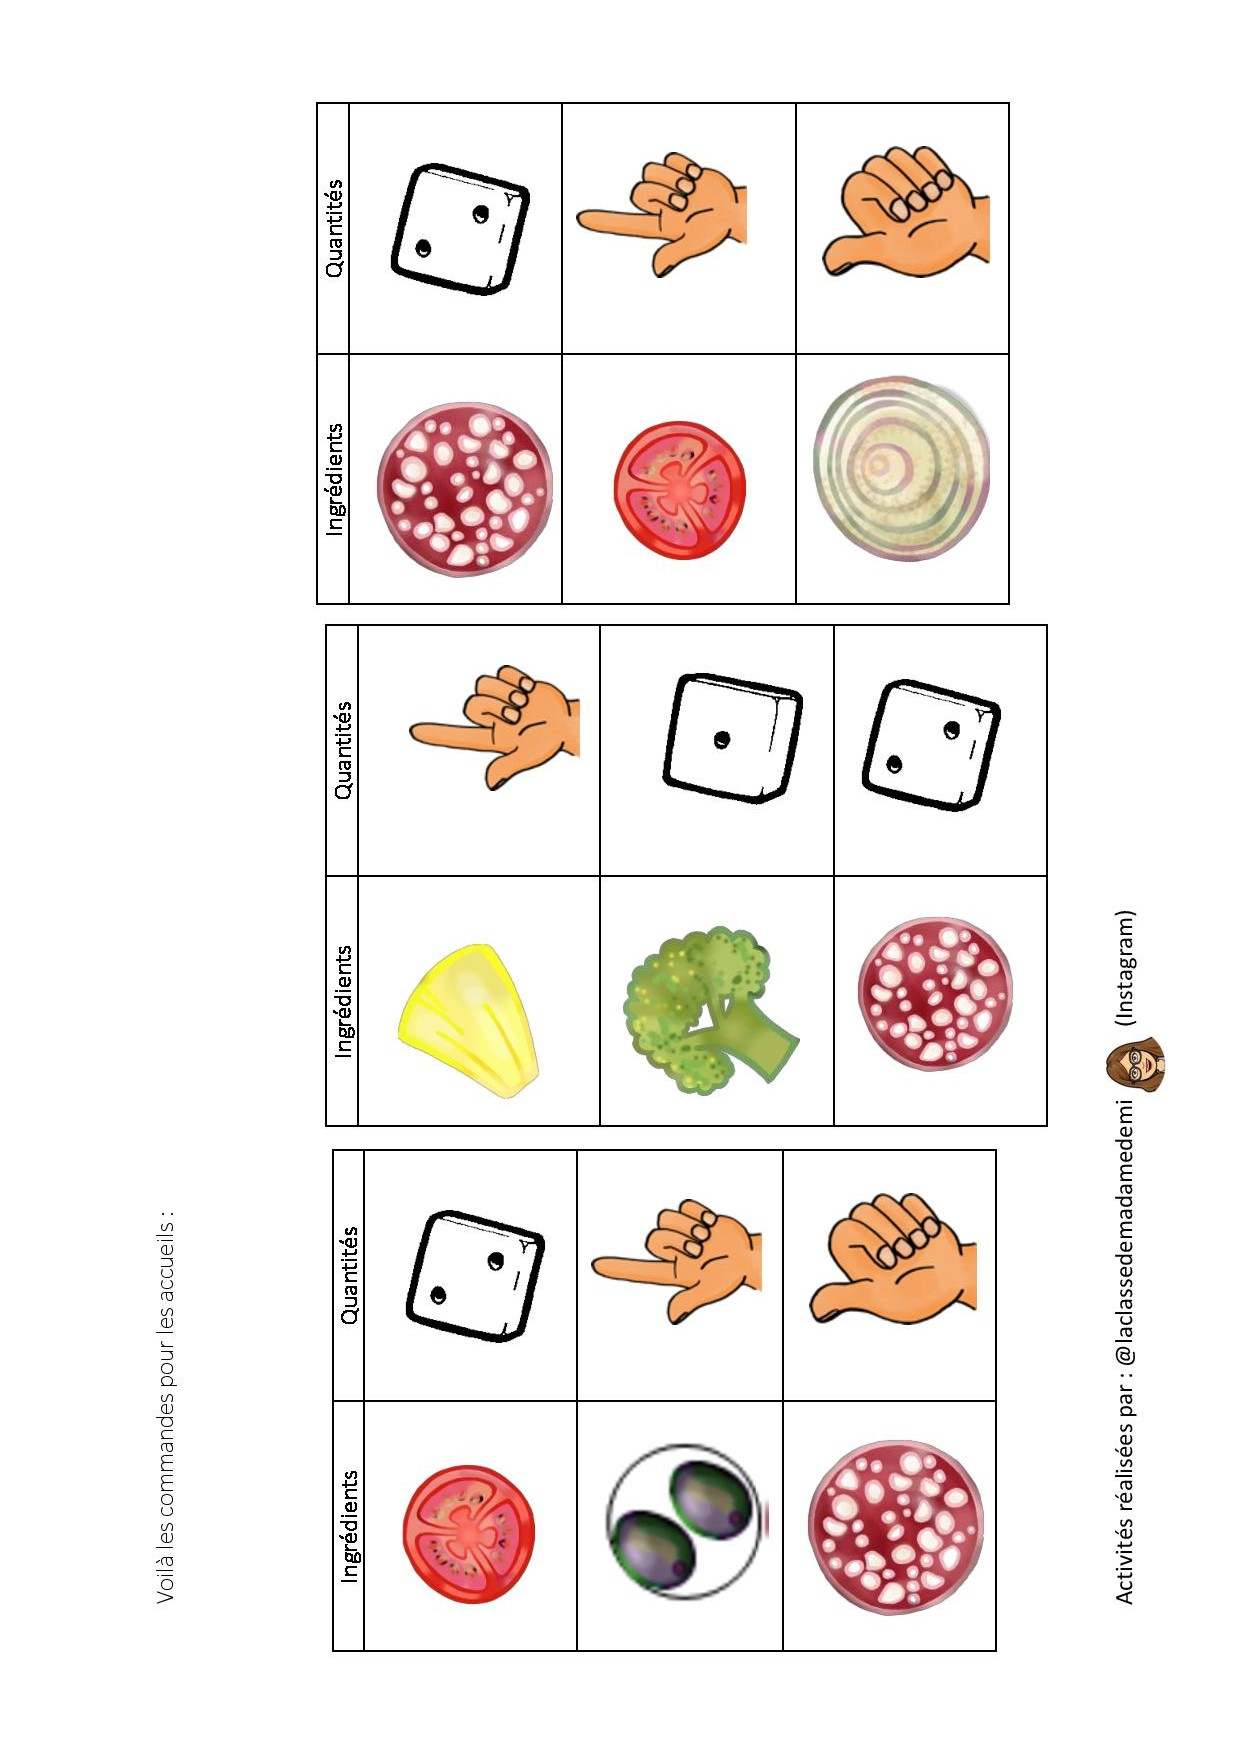 Voilà les commandes pour les accueils :
Ingrédients Quantités
Ingrédients Quantités
Ingrédients Quantités
Activités réalisées par : @laclassedemadamedemi (Instagram)